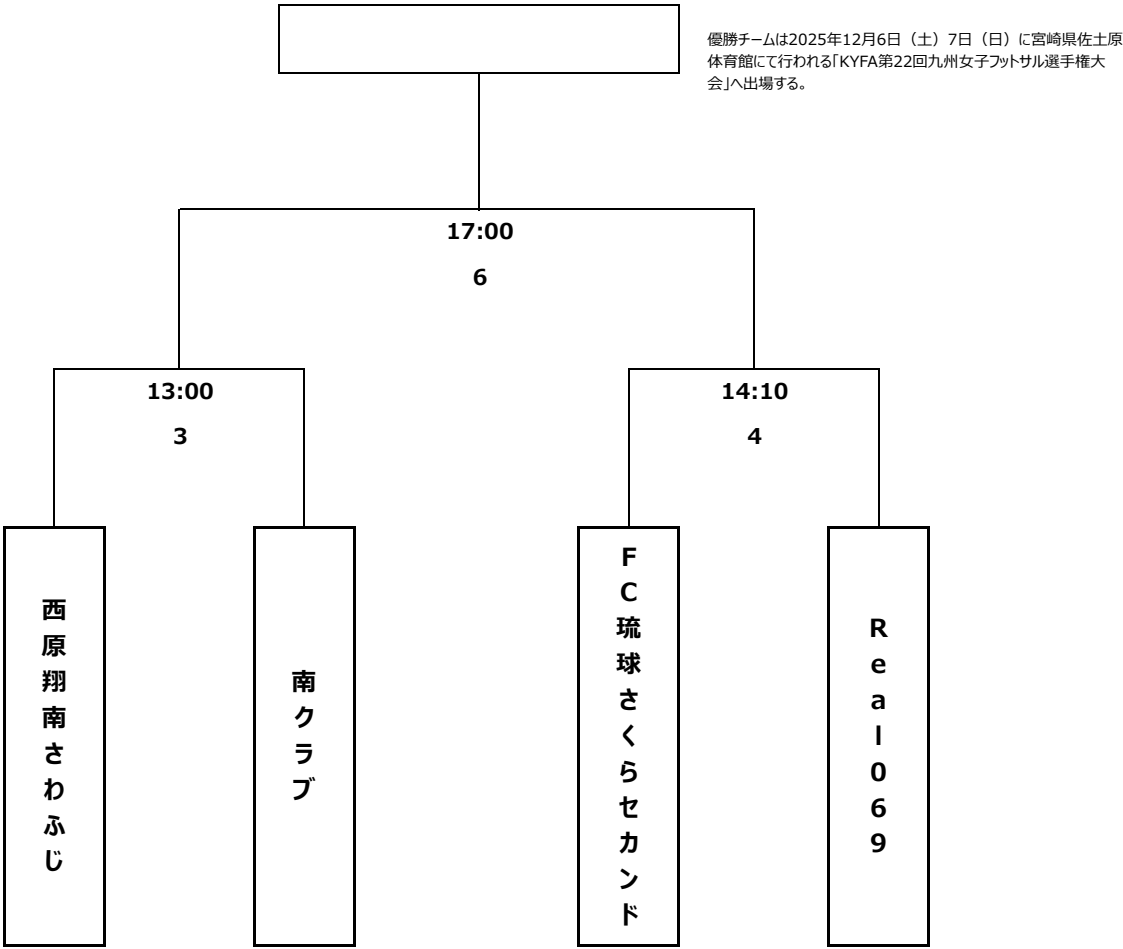 優勝チームは2025年12月6日（土）7日（日）に宮崎県佐土原
体育館にて行われる「KYFA第22回九州女子フットサル選手権大
会」へ出場する。
17:00
6
13:00
3
14:10
4
西原翔南さわふじ
南クラブ
FC琉球さくらセカンド
Real069